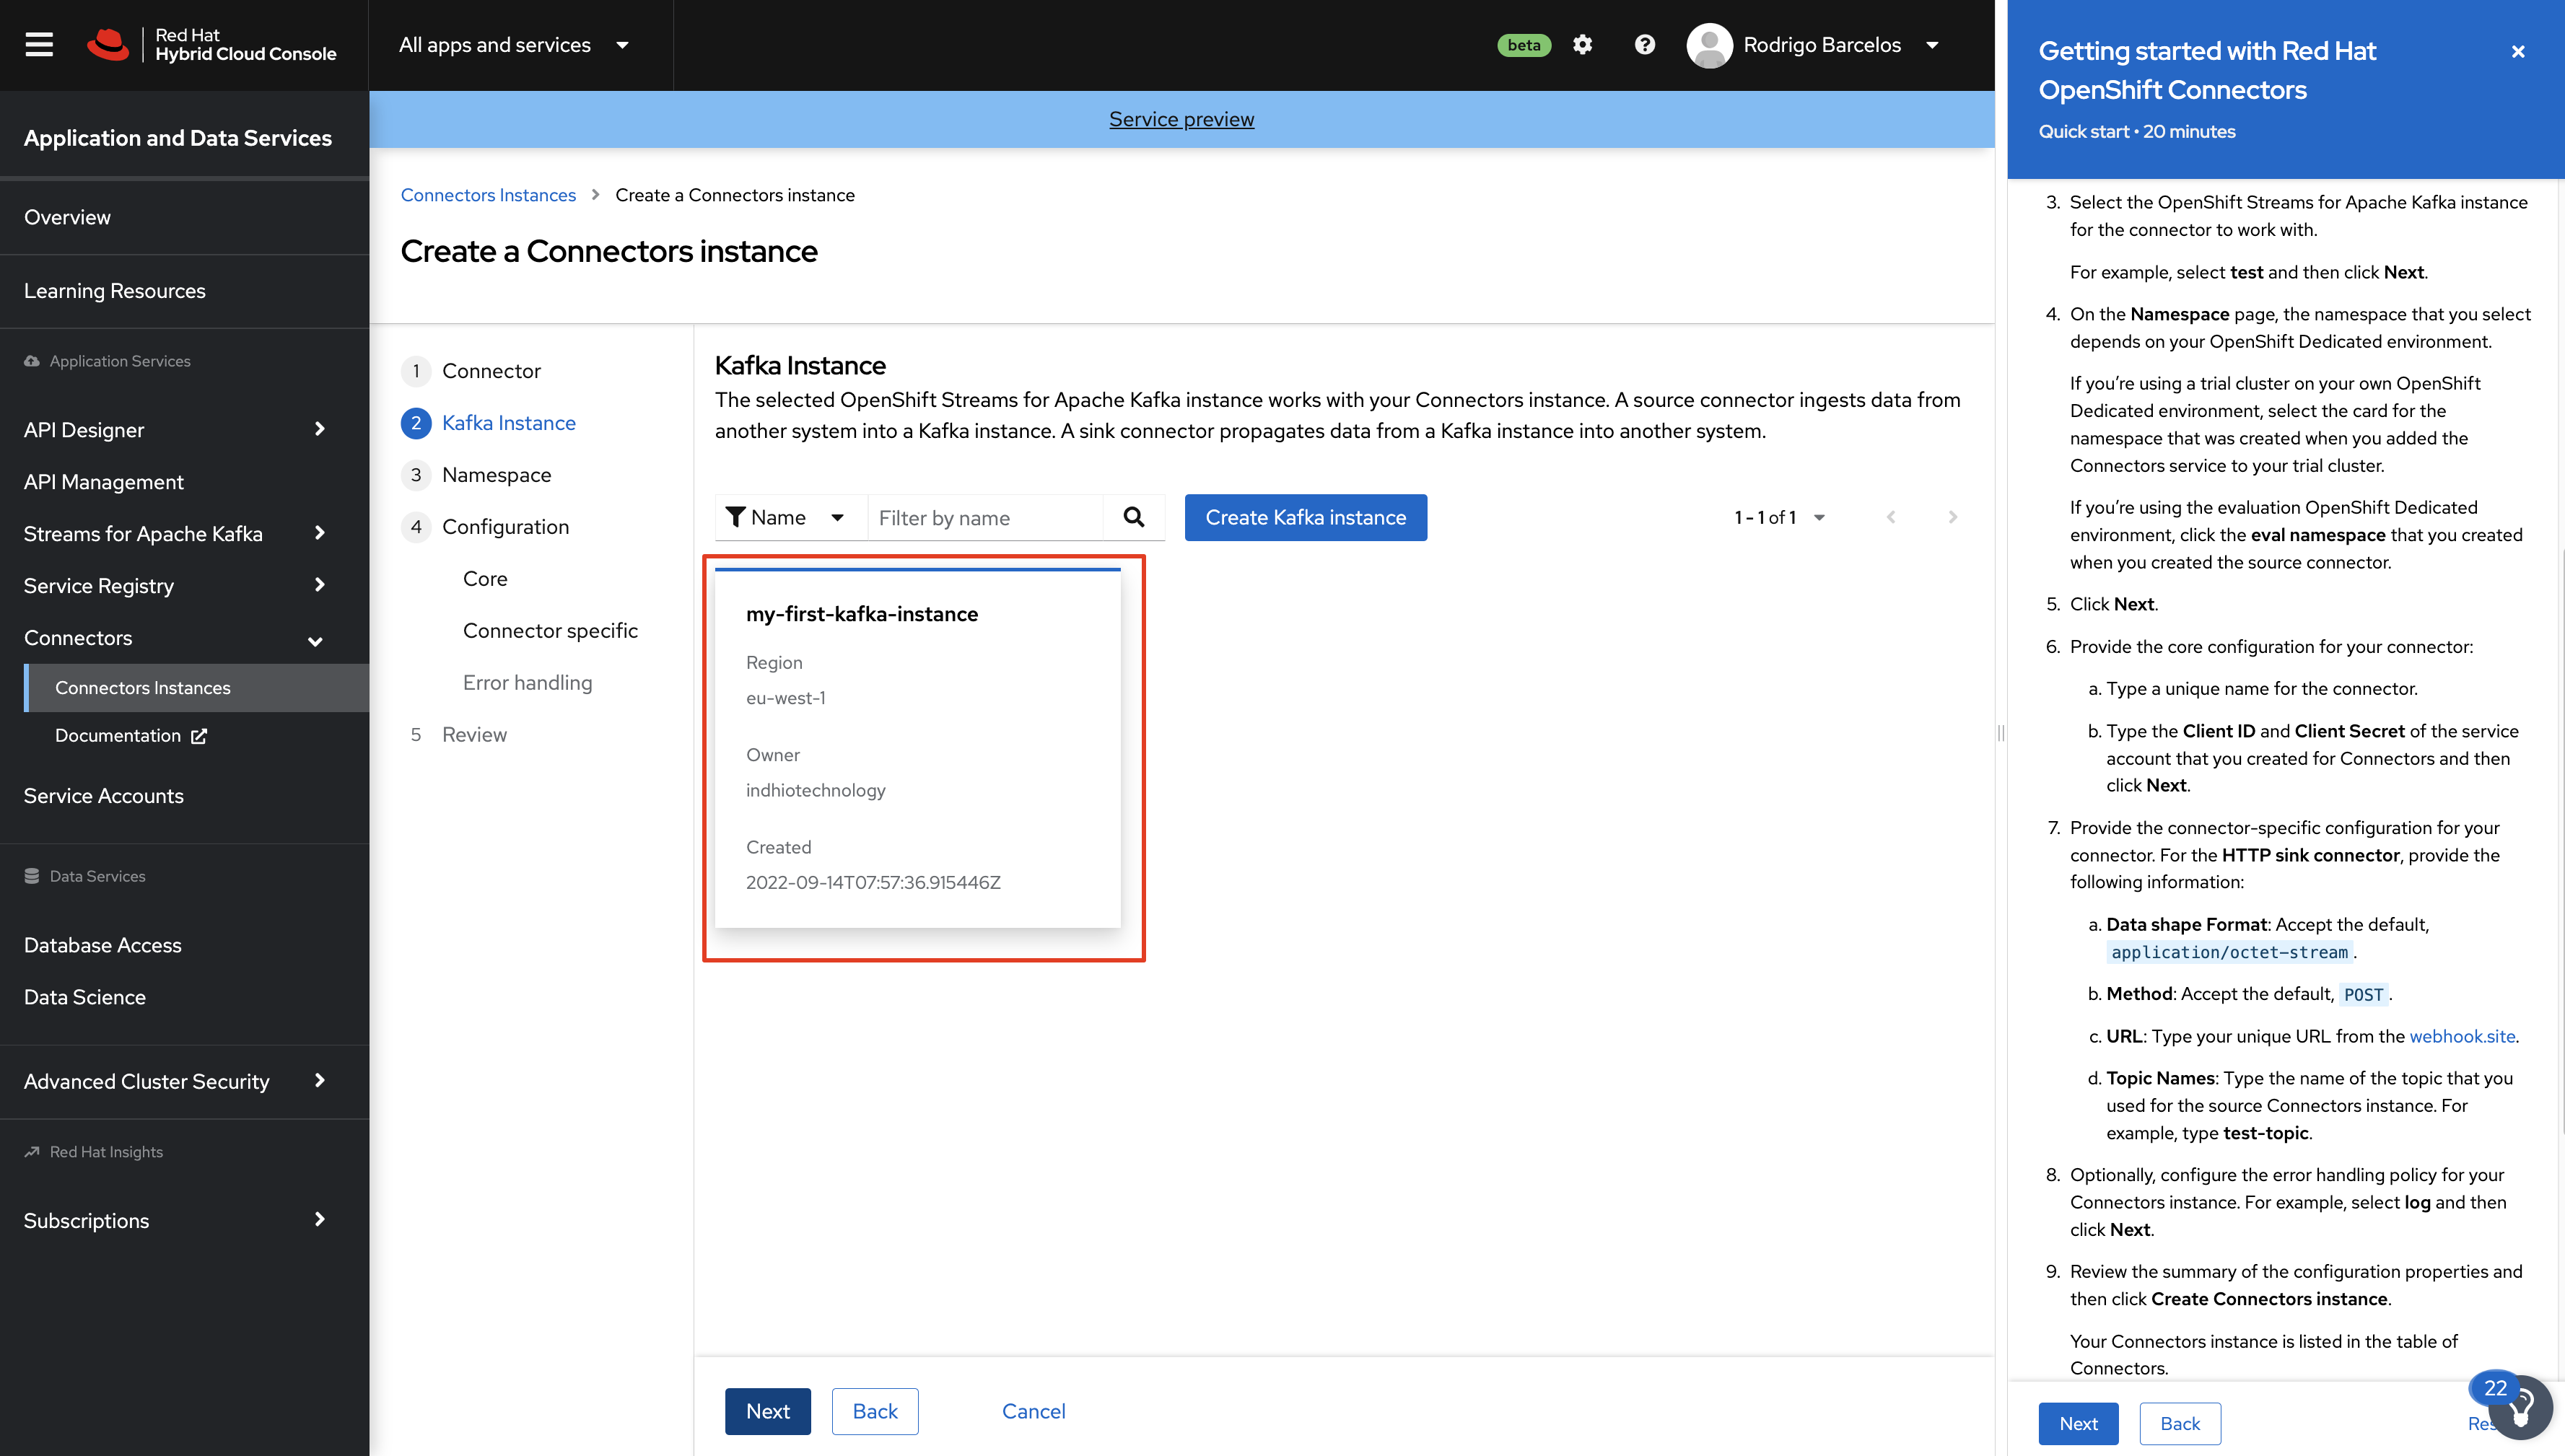 Red Hat
Hybrid Cloud Console
All apps and services
beta
Rodrigo Barcelos
Application and Data Services
Overview
Learning Resources
Application Services
API Designer
API Management
Streams for Apache Kafka
Service Registry
Connectors
Connectors Instances
Documentation
Service Accounts
Data Services
Database Access
Data Science
Advanced Cluster Security
Red Hat Insights
Subscriptions
Service preview
Connectors Instances > Create a Connectors instance
Create a Connectors instance
1 Connector
2 Kafka Instance
3 Namespace
4 Configuration
Core
Connector specific
Error handling
5 Review
Kafka Instance
The selected OpenShift Streams for Apache Kafka instance works with your Connectors instance. A source connector ingests data from
another system into a Kafka instance. A sink connector propagates data from a Kafka instance into another system.
Name
Filter by name
Create Kafka instance
1 - 1 of 1
my-first-kafka-instance
Region
eu-west-1
Owner
indhiotechnology
Created
2022-09-14T07:57:36.915446Z
Next
Back
Cancel
Getting started with Red Hat
OpenShift Connectors
Quick start • 20 minutes
3. Select the OpenShift Streams for Apache Kafka instance
for the connector to work with.
For example, select test and then click Next.
4. On the Namespace page, the namespace that you select
depends on your OpenShift Dedicated environment.
If you’re using a trial cluster on your own OpenShift
Dedicated environment, select the card for the
namespace that was created when you added the
Connectors service to your trial cluster.
If you’re using the evaluation OpenShift Dedicated
environment, click the eval namespace that you created
when you created the source connector.
5. Click Next.
6. Provide the core configuration for your connector:
a. Type a unique name for the connector.
b. Type the Client ID and Client Secret of the service
account that you created for Connectors and then
click Next.
7. Provide the connector-specific configuration for your
connector. For the HTTP sink connector, provide the
following information:
a. Data shape Format: Accept the default,
application/octet-stream.
b. Method: Accept the default, POST.
c. URL: Type your unique URL from the webhook.site.
d. Topic Names: Type the name of the topic that you
used for the source Connectors instance. For
example, type test-topic.
8. Optionally, configure the error handling policy for your
Connectors instance. For example, select log and then
click Next.
9. Review the summary of the configuration properties and
then click Create Connectors instance.
Your Connectors instance is listed in the table of
Connectors.
22
Next
Back